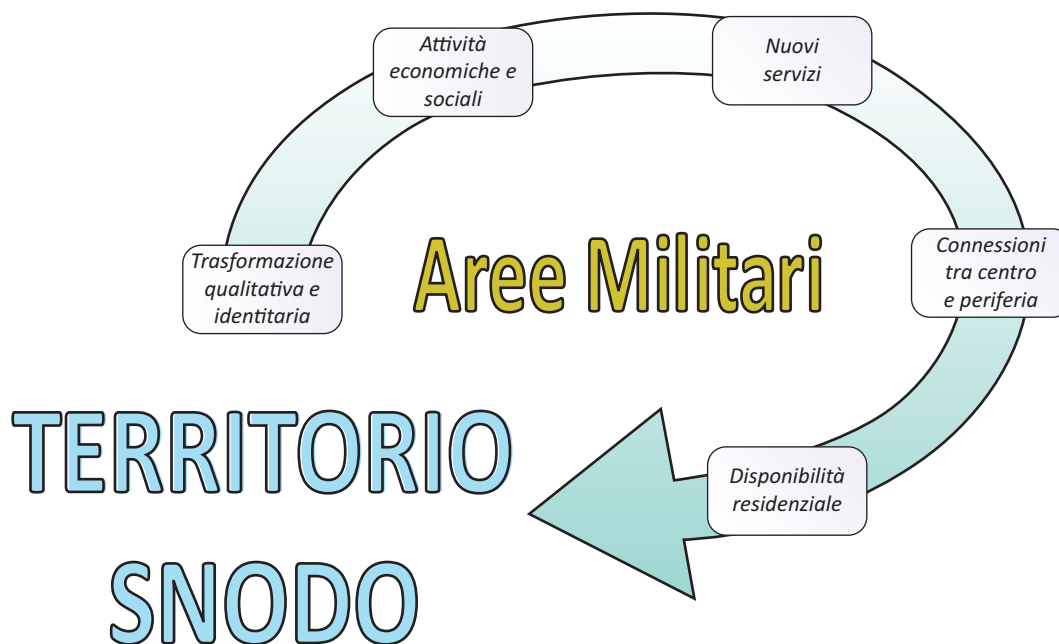 Attività
economiche e
sociali
Nuovi
servizi
Trasformazione
qualitativa e
identitaria
Aree Militari
Connessioni
tra centro
e periferia
TERRITORIO
SNODO
Disponibilità
residenziale